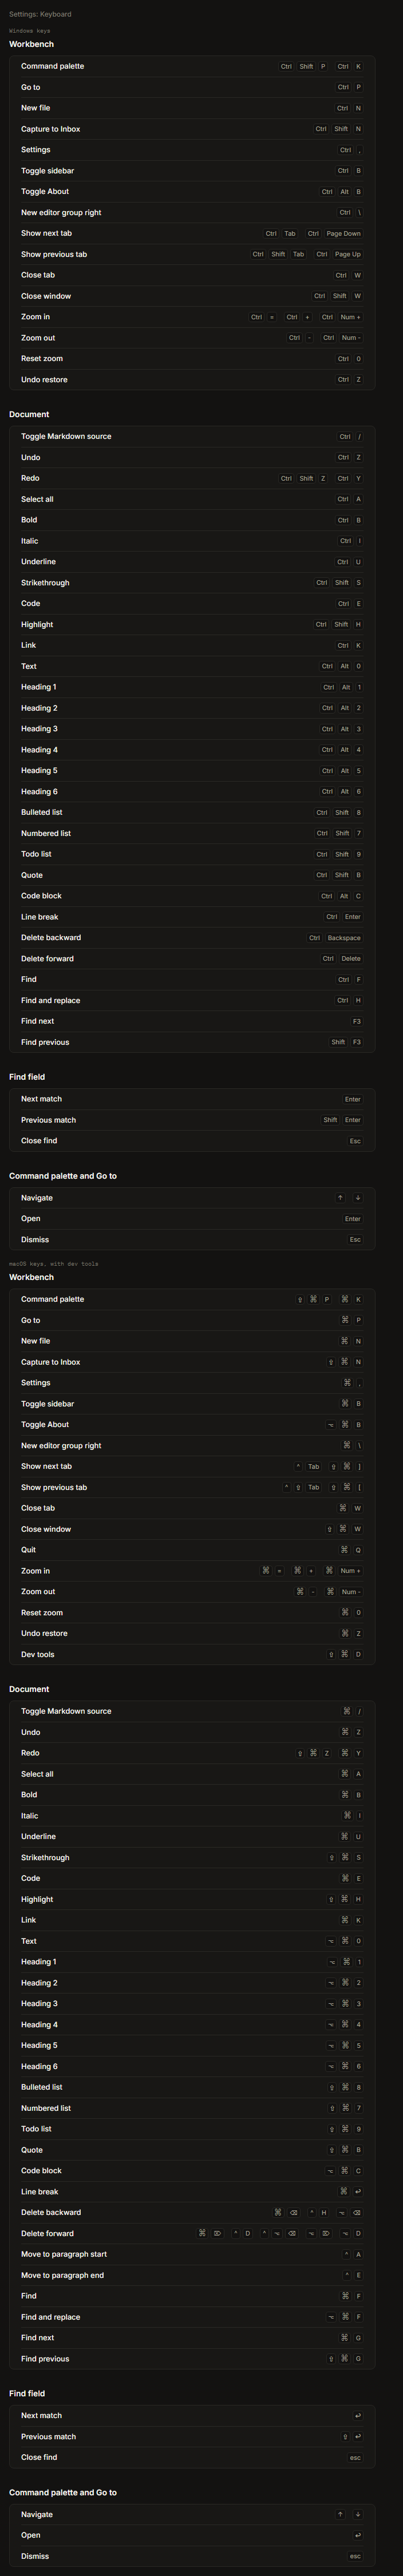 Settings: Keyboard
Windows keys
Workbench
Command palette Ctrl Shift P Ctrl K
Go to Ctrl P
New file Ctrl N
Capture to Inbox Ctrl Shift N
Settings Ctrl ,
Toggle sidebar Ctrl B
Toggle About Ctrl Alt B
New editor group right Ctrl \
Show next tab Ctrl Tab Ctrl Page Down
Show previous tab Ctrl Shift Tab Ctrl Page Up
Close tab Ctrl W
Close window Ctrl Shift W
Zoom in Ctrl = Ctrl + Ctrl Num +
Zoom out Ctrl - Ctrl Num -
Reset zoom Ctrl 0
Undo restore Ctrl Z
Document
Toggle Markdown source Ctrl /
Undo Ctrl Z
Redo Ctrl Shift Z Ctrl Y
Select all Ctrl A
Bold Ctrl B
Italic Ctrl I
Underline Ctrl U
Strikethrough Ctrl Shift S
Code Ctrl E
Highlight Ctrl Shift H
Link Ctrl K
Text Ctrl Alt 0
Heading 1 Ctrl Alt 1
Heading 2 Ctrl Alt 2
Heading 3 Ctrl Alt 3
Heading 4 Ctrl Alt 4
Heading 5 Ctrl Alt 5
Heading 6 Ctrl Alt 6
Bulleted list Ctrl Shift 8
Numbered list Ctrl Shift 7
Todo list Ctrl Shift 9
Quote Ctrl Shift B
Code block Ctrl Alt C
Line break Ctrl Enter
Delete backward Ctrl Backspace
Delete forward Ctrl Delete
Find Ctrl F
Find and replace Ctrl H
Find next F3
Find previous Shift F3
Find field
Next match Enter
Previous match Shift Enter
Close find Esc
Command palette and Go to
Navigate ↑ ↓
Open Enter
Dismiss Esc
macOS keys, with dev tools
Workbench
Command palette ⇧ ⌘ P ⌘ K
Go to ⌘ P
New file ⌘ N
Capture to Inbox ⇧ ⌘ N
Settings ⌘ ,
Toggle sidebar ⌘ B
Toggle About ⌥ ⌘ B
New editor group right ⌘ \
Show next tab ^ Tab ⇧ ⌘ ]
Show previous tab ^ ⇧ Tab ⇧ ⌘ [
Close tab ⌘ W
Close window ⇧ ⌘ W
Quit ⌘ Q
Zoom in ⌘ = ⌘ + ⌘ Num +
Zoom out ⌘ - ⌘ Num -
Reset zoom ⌘ 0
Undo restore ⌘ Z
Dev tools ⇧ ⌘ D
Document
Toggle Markdown source ⌘ /
Undo ⌘ Z
Redo ⇧ ⌘ Z ⌘ Y
Select all ⌘ A
Bold ⌘ B
Italic ⌘ I
Underline ⌘ U
Strikethrough ⇧ ⌘ S
Code ⌘ E
Highlight ⇧ ⌘ H
Link ⌘ K
Text ⌥ ⌘ 0
Heading 1 ⌥ ⌘ 1
Heading 2 ⌥ ⌘ 2
Heading 3 ⌥ ⌘ 3
Heading 4 ⌥ ⌘ 4
Heading 5 ⌥ ⌘ 5
Heading 6 ⌥ ⌘ 6
Bulleted list ⇧ ⌘ 8
Numbered list ⇧ ⌘ 7
Todo list ⇧ ⌘ 9
Quote ⇧ ⌘ B
Code block ⌥ ⌘ C
Line break ⌘ ↩
Delete backward ⌘ ⌫ ^ H ⌥ ⌫
Delete forward ⌘ ⌦ ^ D ^ ⌥ ⌫ ⌥ ⌦ ⌥ D
Move to paragraph start ^ A
Move to paragraph end ^ E
Find ⌘ F
Find and replace ⌥ ⌘ F
Find next ⌘ G
Find previous ⇧ ⌘ G
Find field
Next match ↩
Previous match ⇧ ↩
Close find esc
Command palette and Go to
Navigate ↑ ↓
Open ↩
Dismiss esc